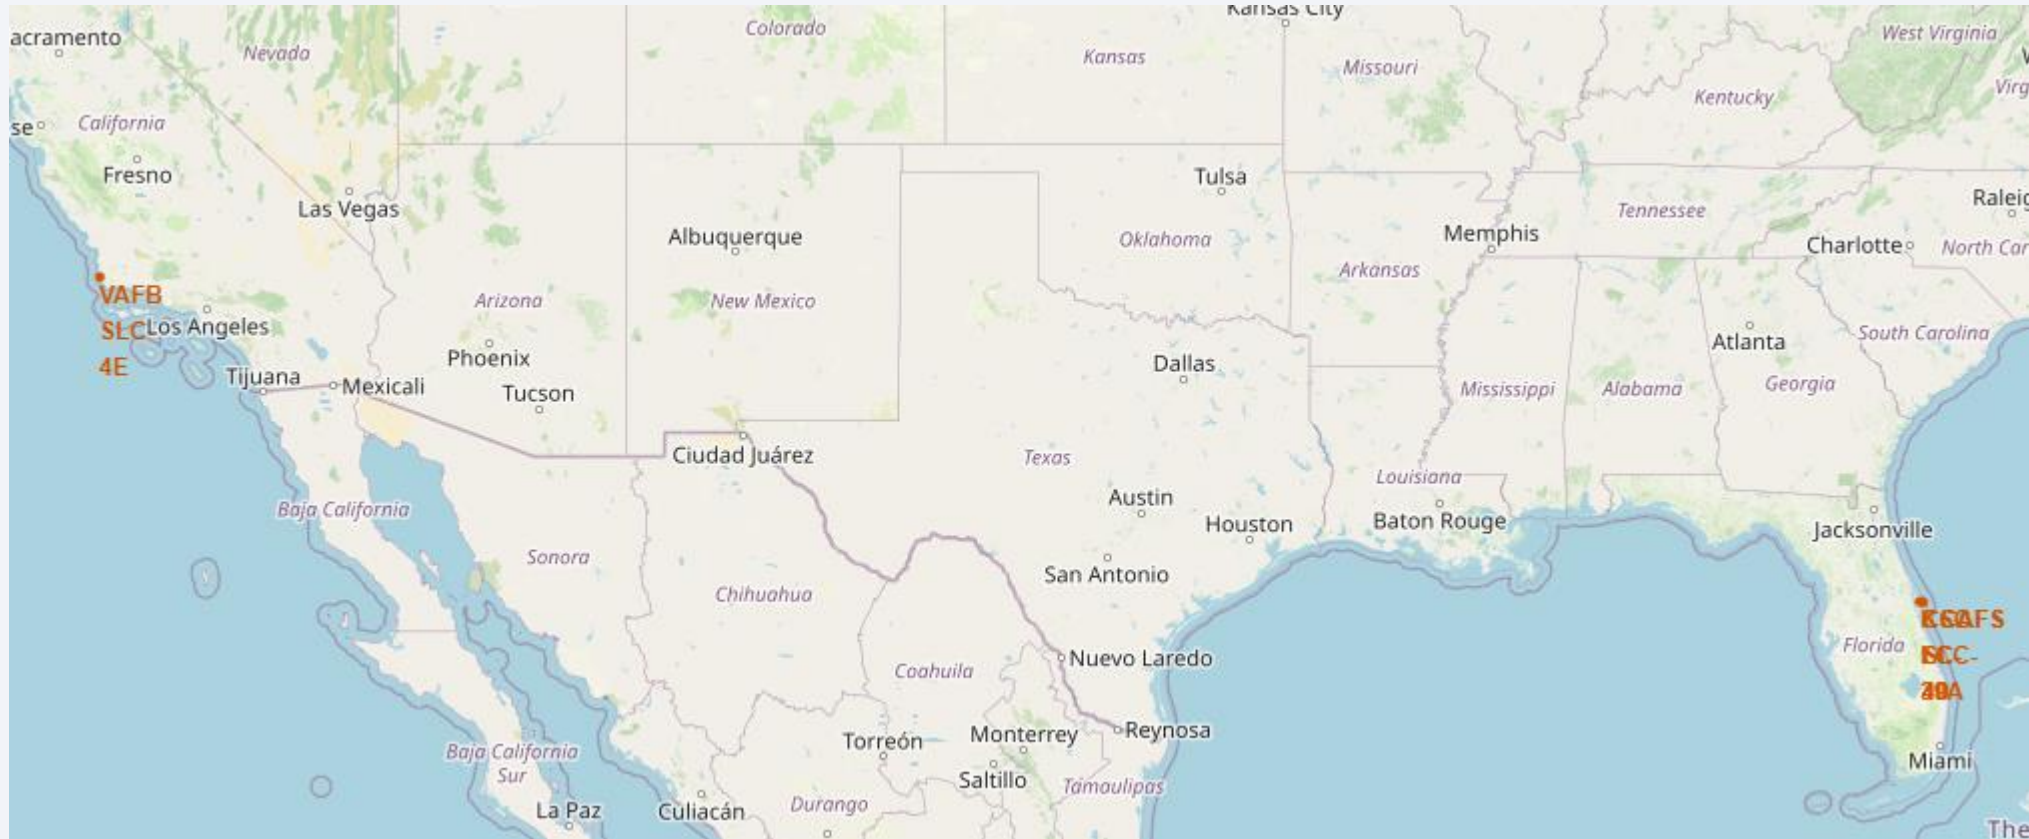 Kansas City
acramento
Colorado
West Virginia
Nevada
Kansas
Missouri
Virg
Kentucky
California
se
Fresno
Tulsa
Las Vegas
Raleig
Tennessee
Albuquerque
Oklahoma
Memphis
Charlotte
North Car
Arkansas
VAFB
SLC
4E
Arizona
New Mexico
Los Angeles
South Carolina
Atlanta
Phoenix
Dallas
Tijuana
Mexicali
Georgia
Tucson
Mississippi
Alabama
Ciudad Juárez
Texas
Louisiana
Austin
Baja California
Houston
Baton Rouge
Jacksonville
Sonora
San Antonio
Chihuahua
Florida
Nuevo Laredo
Coahuila
Reynosa
Torreón
Monterrey
Baja California
Sur
Miami
Saltillo
Tamaulipas
La Paz
Culiacán
Durango
The